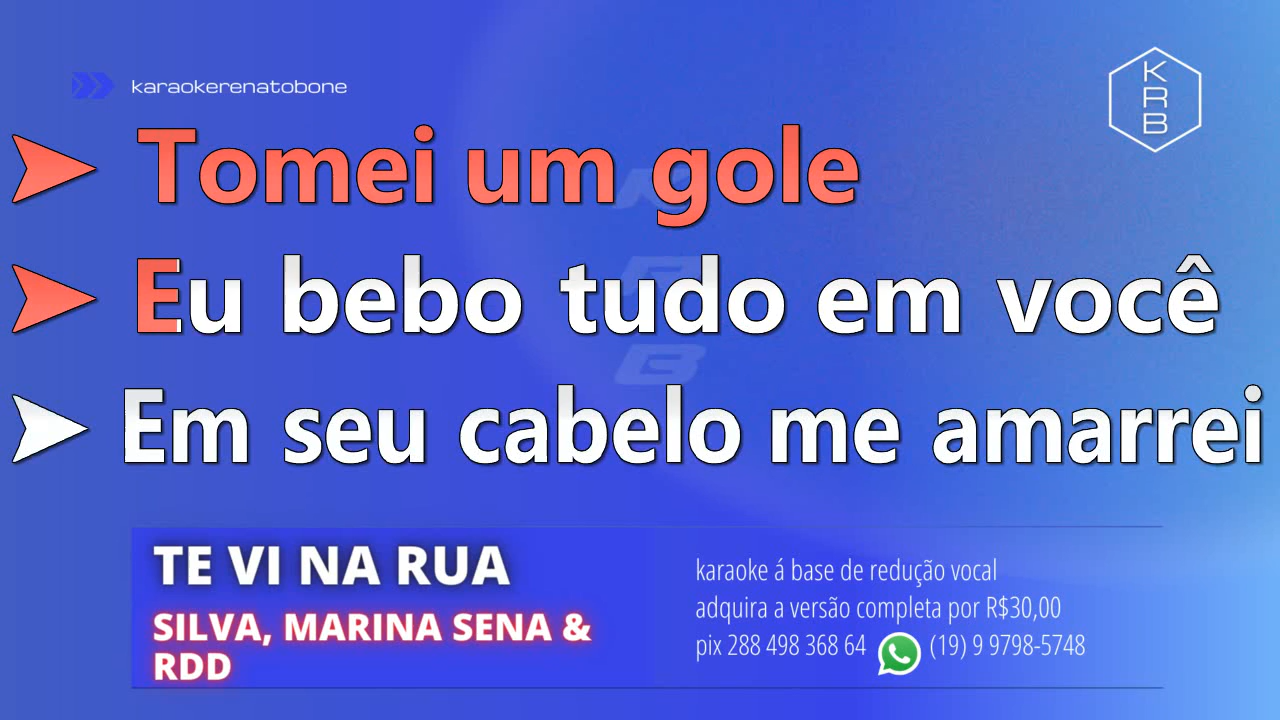 karaokerenatobone
K
R
B
➤ Tomei um gole
➤ Eu bebo tudo em você
➤ Em seu cabelo me amarrei
K
R
B
TE VI NA RUA
SILVA, MARINA SENA &
RDD
karaoke á base de redução vocal
adquira a versão completa por R$30,00
pix 288 498 368 64 (19) 9 9798-5748